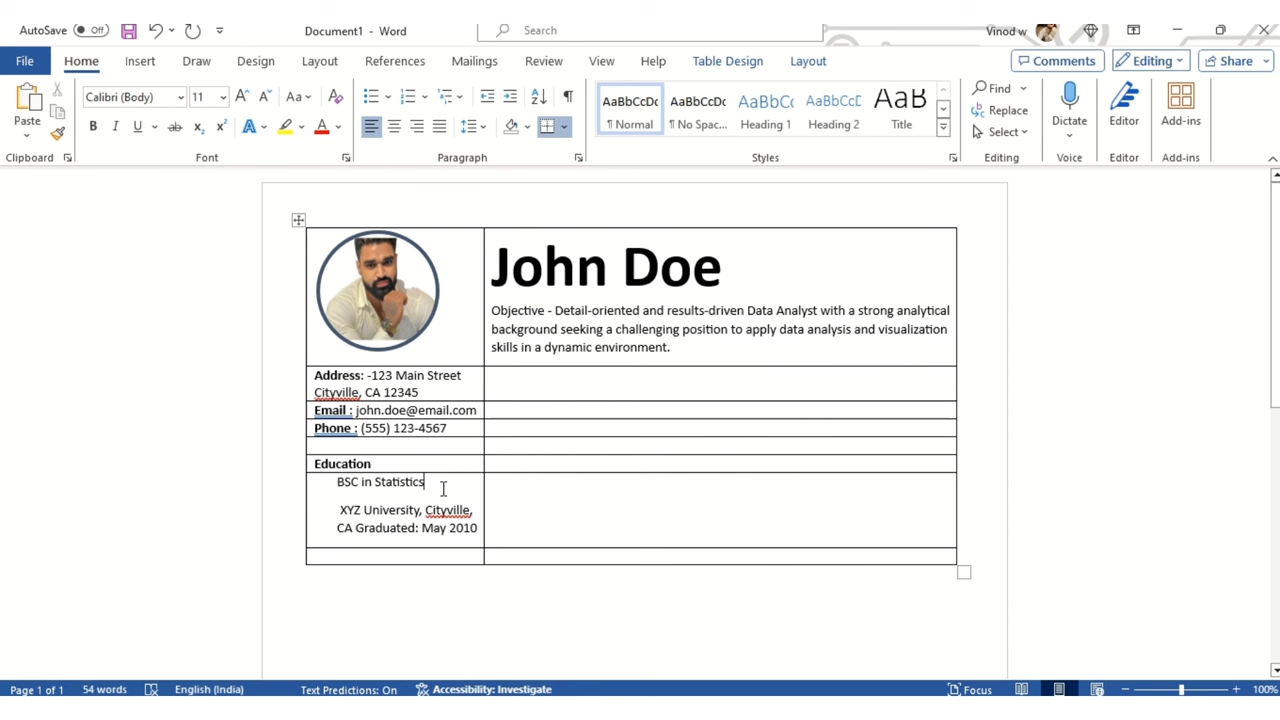 AutoSave Off Document1 - Word Search Vinod w
File Home Insert Draw Design Layout References Mailings Review View Help Table Design Layout Comments Editing Share
Paste Calibri (Body) 11 Aa AaBbCcDc AaBbCcDc AaBbCc AaBbCcD AaB Find
¶ Normal ¶ No Spac... Heading 1 Heading 2 Title Replace Dictate Editor Add-ins
Select
Clipboard Font Paragraph Styles Editing Voice Editor Add-ins
John Doe
Objective - Detail-oriented and results-driven Data Analyst with a strong analytical
background seeking a challenging position to apply data analysis and visualization
skills in a dynamic environment.
Address: -123 Main Street
Cityville, CA 12345
Email : john.doe@email.com
Phone : (555) 123-4567
Education
BSC in Statistics
XYZ University, Cityville,
CA Graduated: May 2010
Page 1 of 1 54 words English (India) Text Predictions: On Accessibility: Investigate Focus 100%